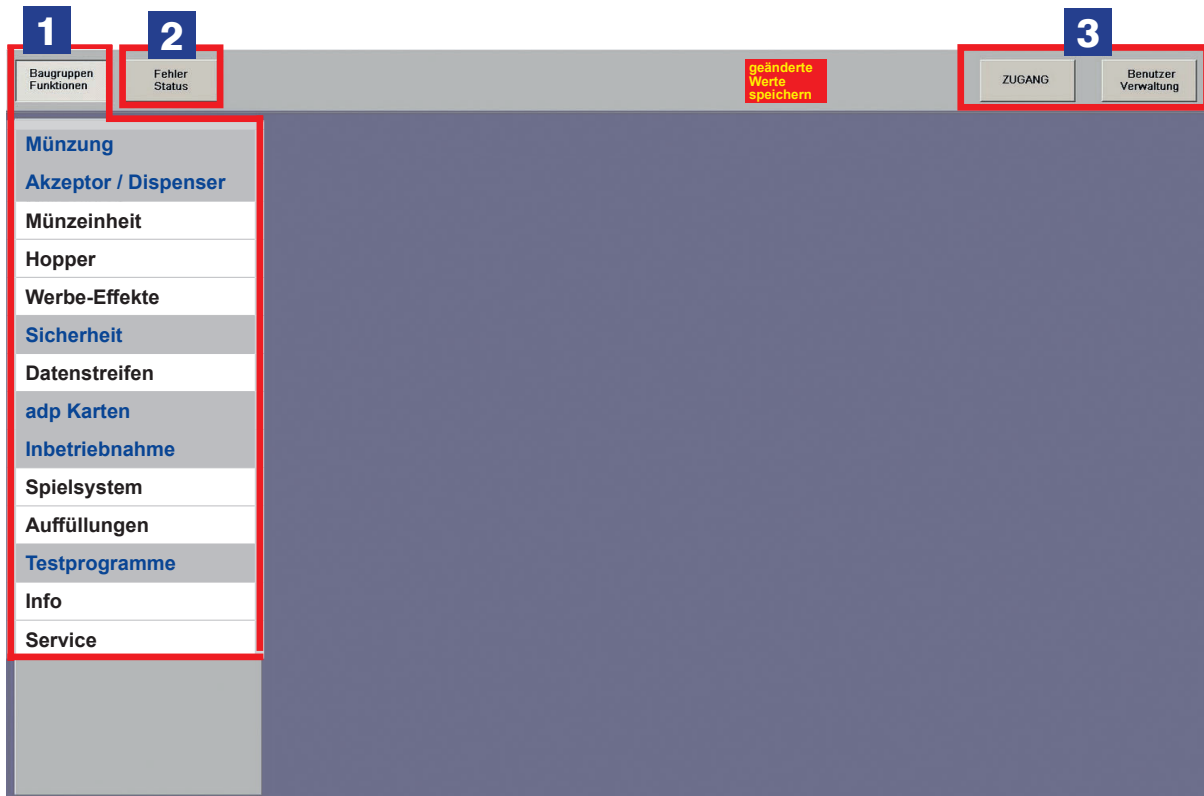 1
2
3
Baugruppen
Funktionen
Fehler
Status
geänderte
Werte
speichern
ZUGANG
Benutzer
Verwaltung
Münzung
Akzeptor / Dispenser
Münzeinheit
Hopper
Werbe-Effekte
Sicherheit
Datenstreifen
adp Karten
Inbetriebnahme
Spielsystem
Auffüllungen
Testprogramme
Info
Service